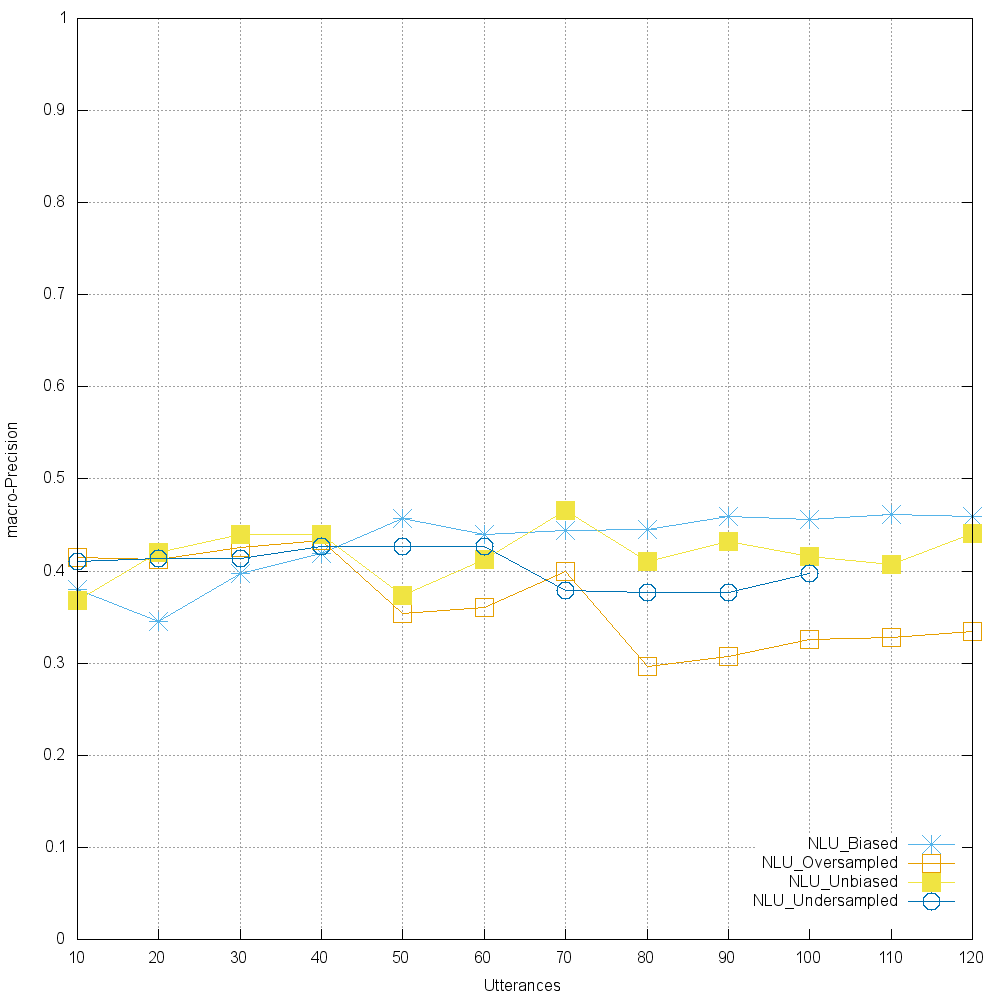 1
0.9
0.8
0.7
0.6
0.5
0.4
0.3
0.2
0.1
0
macro-Precision
NLU_Biased
NLU_Oversampled
NLU_Unbiased
NLU_Undersampled
10 20 30 40 50 60 70 80 90 100 110 120
Utterances